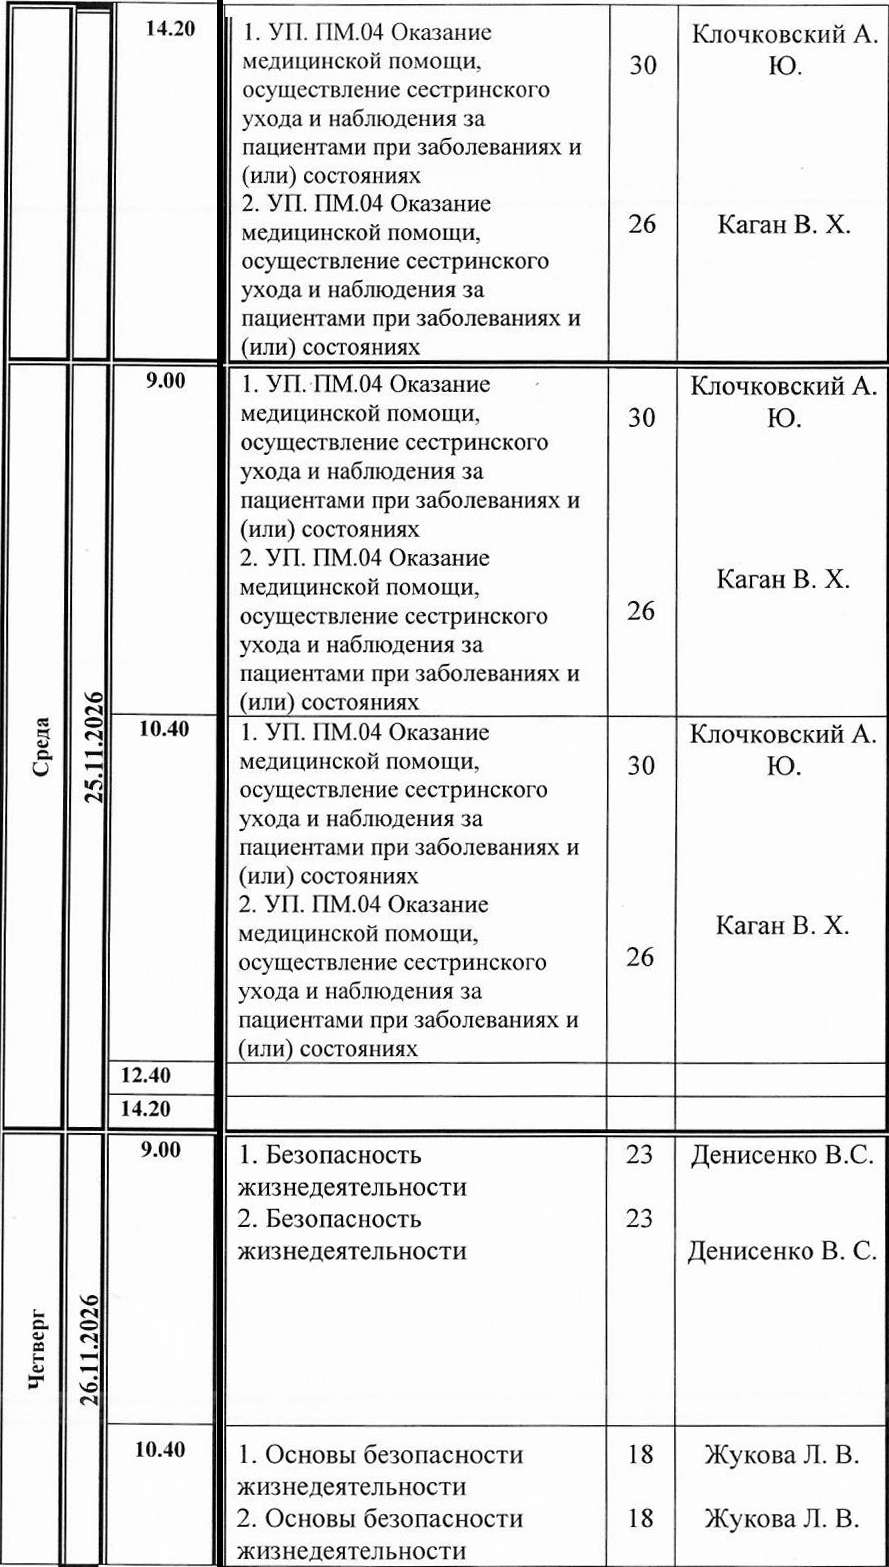 14.20
1. УП. ПМ.04 Оказание
медицинской помощи,
осуществление сестринского
ухода и наблюдения за
пациентами при заболеваниях и
(или) состояниях
2. УП. ПМ.04 Оказание
медицинской помощи,
осуществление сестринского
ухода и наблюдения за
пациентами при заболеваниях и
(или) состояниях
30
26
Клочковский А.
Ю.
Каган В. Х.
Среда
25.11.2026
9.00
1. УП. ПМ.04 Оказание
медицинской помощи,
осуществление сестринского
ухода и наблюдения за
пациентами при заболеваниях и
(или) состояниях
2. УП. ПМ.04 Оказание
медицинской помощи,
осуществление сестринского
ухода и наблюдения за
пациентами при заболеваниях и
(или) состояниях
30
26
Клочковский А.
Ю.
Каган В. Х.
10.40
1. УП. ПМ.04 Оказание
медицинской помощи,
осуществление сестринского
ухода и наблюдения за
пациентами при заболеваниях и
(или) состояниях
2. УП. ПМ.04 Оказание
медицинской помощи,
осуществление сестринского
ухода и наблюдения за
пациентами при заболеваниях и
(или) состояниях
30
26
Клочковский А.
Ю.
Каган В. Х.
12.40
14.20
Четверг
26.11.2026
9.00
1. Безопасность
жизнедеятельности
2. Безопасность
жизнедеятельности
23
23
Денисенко В.С.
Денисенко В. С.
10.40
1. Основы безопасности
жизнедеятельности
2. Основы безопасности
жизнедеятельности
18
18
Жукова Л. В.
Жукова Л. В.